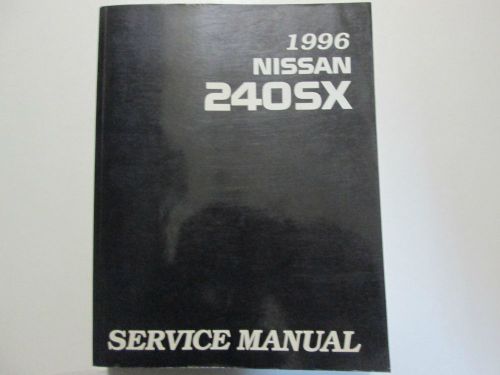 1996
NISSAN
240SX
SERVICE MANUAL